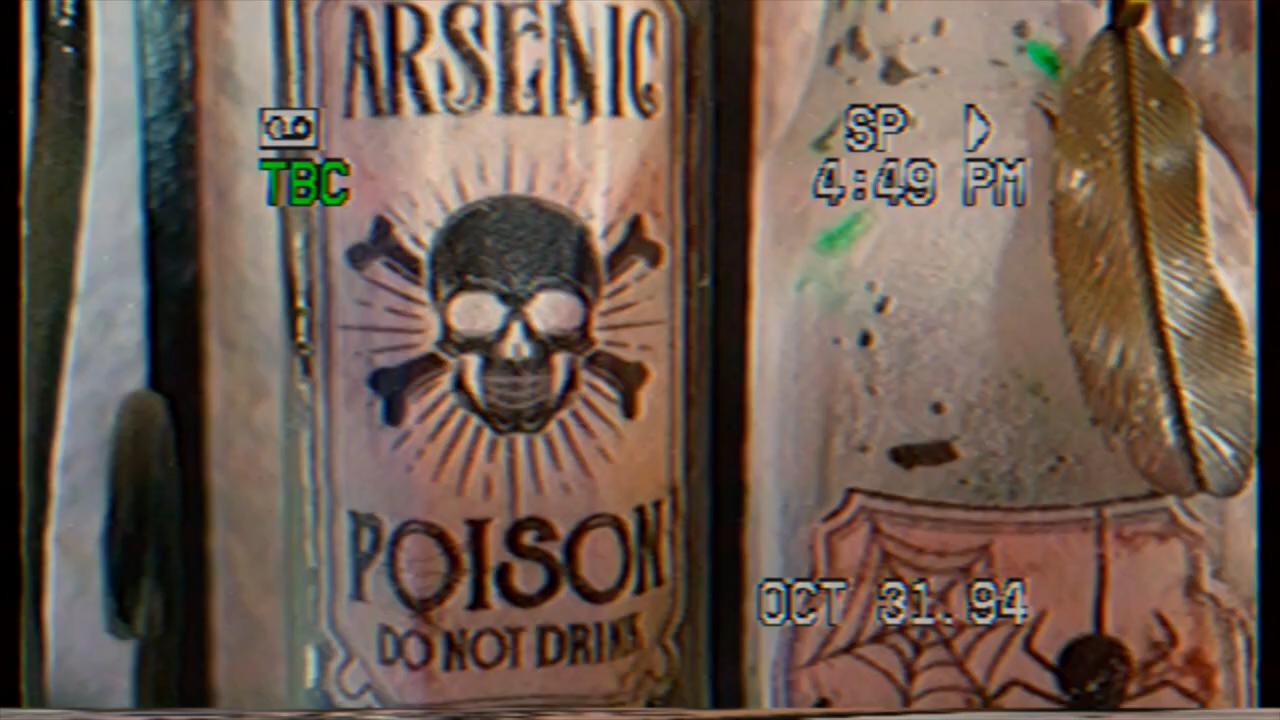 ARSENIC
TBC
SP
4:49 PM
POISON
DO NOT DRINK
OCT 31.94